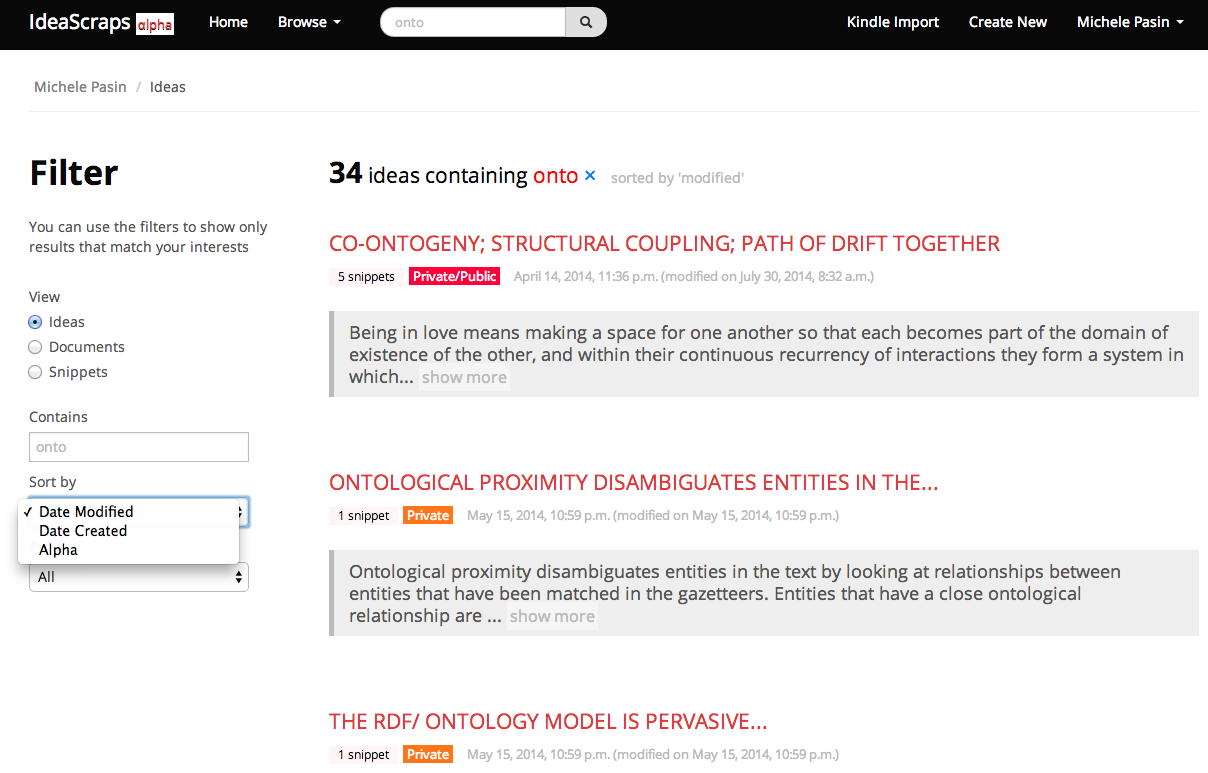 IdeaScraps alpha Home Browse onto Kindle Import Create New Michele Pasin
Michele Pasin / Ideas
Filter
You can use the filters to show only
results that match your interests
View
Ideas
Documents
Snippets
Contains
onto
Sort by
✓ Date Modified
Date Created
Alpha
All
34 ideas containing onto × sorted by 'modified'
CO-ONTOGENY; STRUCTURAL COUPLING; PATH OF DRIFT TOGETHER
5 snippets Private/Public April 14, 2014, 11:36 p.m. (modified on July 30, 2014, 8:32 a.m.)
Being in love means making a space for one another so that each becomes part of the domain of
existence of the other, and within their continuous recurrency of interactions they form a system in
which... show more
ONTOLOGICAL PROXIMITY DISAMBIGUATES ENTITIES IN THE...
1 snippet Private May 15, 2014, 10:59 p.m. (modified on May 15, 2014, 10:59 p.m.)
Ontological proximity disambiguates entities in the text by looking at relationships between
entities that have been matched in the gazetteers. Entities that have a close ontological
relationship are ... show more
THE RDF/ ONTOLOGY MODEL IS PERVASIVE...
1 snippet Private May 15, 2014, 10:59 p.m. (modified on May 15, 2014, 10:59 p.m.)